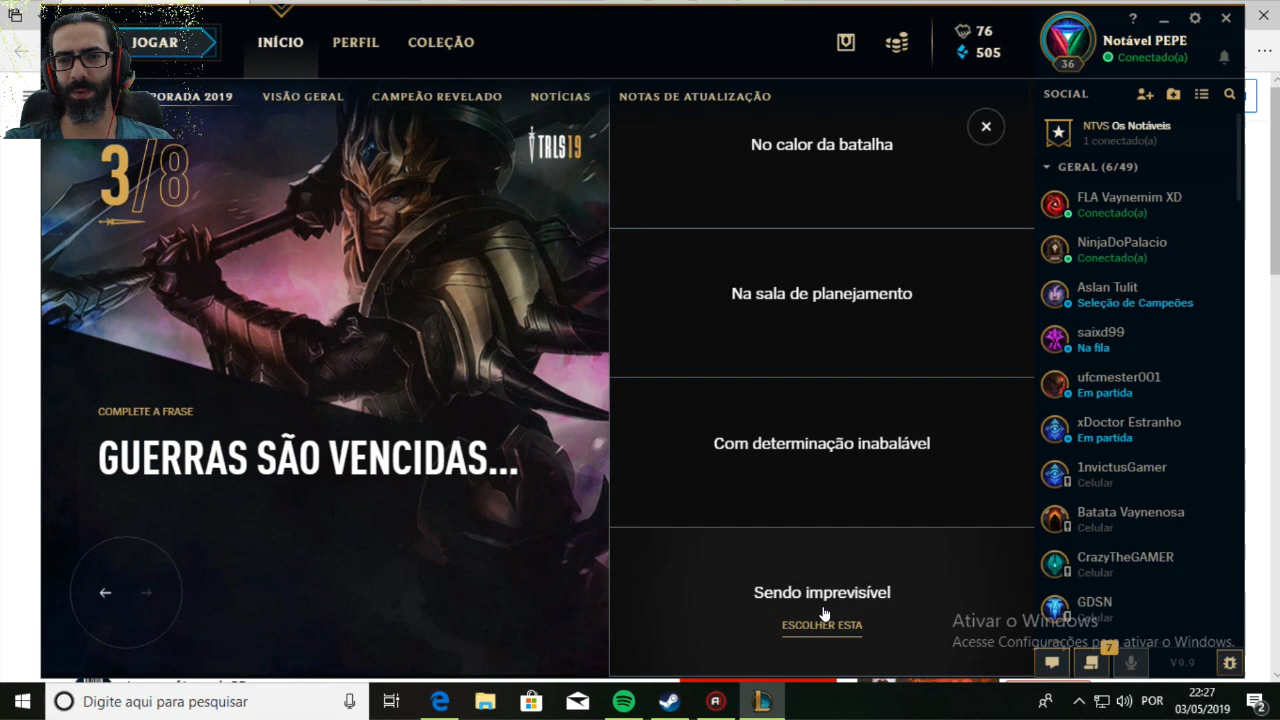 JOGAR
INÍCIO
PERFIL
COLEÇÃO
76
505
36
Notável PEPE
Conectado(a)
PORADA 2019
VISÃO GERAL
CAMPEÃO REVELADO
NOTÍCIAS
NOTAS DE ATUALIZAÇÃO
3/8
TRLS19
COMPLETE A FRASE
GUERRAS SÃO VENCIDAS...
No calor da batalha
Na sala de planejamento
Com determinação inabalável
Sendo imprevisível
ESCOLHER ESTA
SOCIAL
NTVS Os Notáveis
1 conectado(a)
GERAL (6/49)
FLA Vaynemim XD
Conectado(a)
NinjaDoPalacio
Conectado(a)
Aslan Tulit
Seleção de Campeões
saixd99
Na fila
ufcmester001
Em partida
xDoctor Estranho
Em partida
1nvictusGamer
Celular
Batata Vaynenosa
Celular
CrazyTheGAMER
Celular
GDSN
Celular
Ativar o Windows
Acesse Configurações para ativar o Windows.
7
V9.9
Digite aqui para pesquisar
POR
22:27
03/05/2019
2